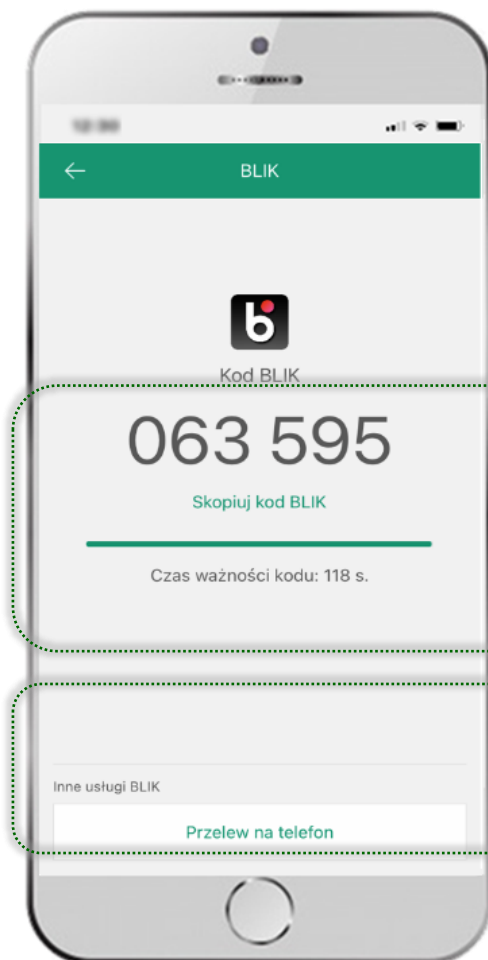 BLIK
b
Kod BLIK
063 595
Skopiuj kod BLIK
Czas ważności kodu: 118 s.
Inne usługi BLIK
Przelew na telefon